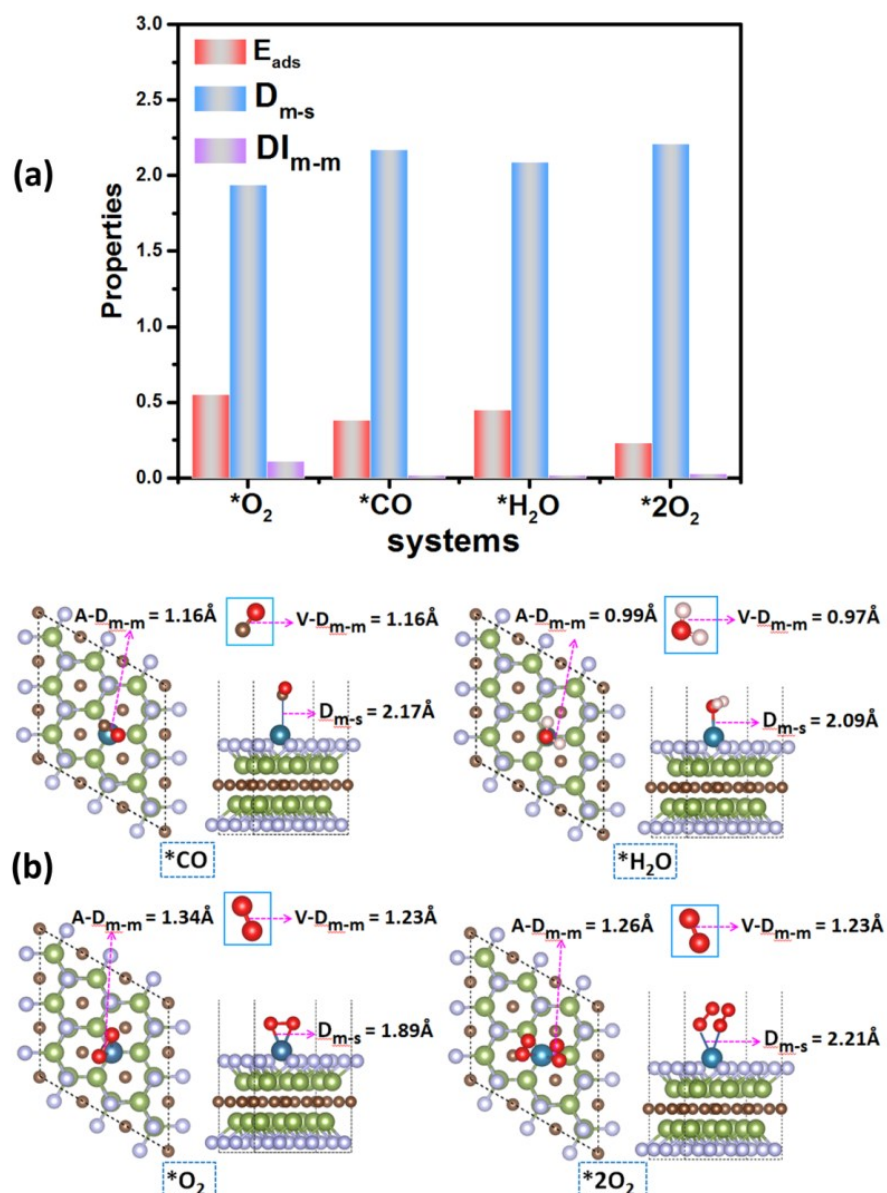 (a)
Properties
3.0
2.5
2.0
1.5
1.0
0.5
0.0
E_ads
D_m-s
DI_m-m
*O₂ *CO *H₂O *2O₂
systems
(b)
A-D_m-m = 1.16Å V-D_m-m = 1.16Å
D_m-s = 2.17Å
*CO
A-D_m-m = 0.99Å V-D_m-m = 0.97Å
D_m-s = 2.09Å
*H₂O
A-D_m-m = 1.34Å V-D_m-m = 1.23Å
D_m-s = 1.89Å
*O₂
A-D_m-m = 1.26Å V-D_m-m = 1.23Å
D_m-s = 2.21Å
*2O₂